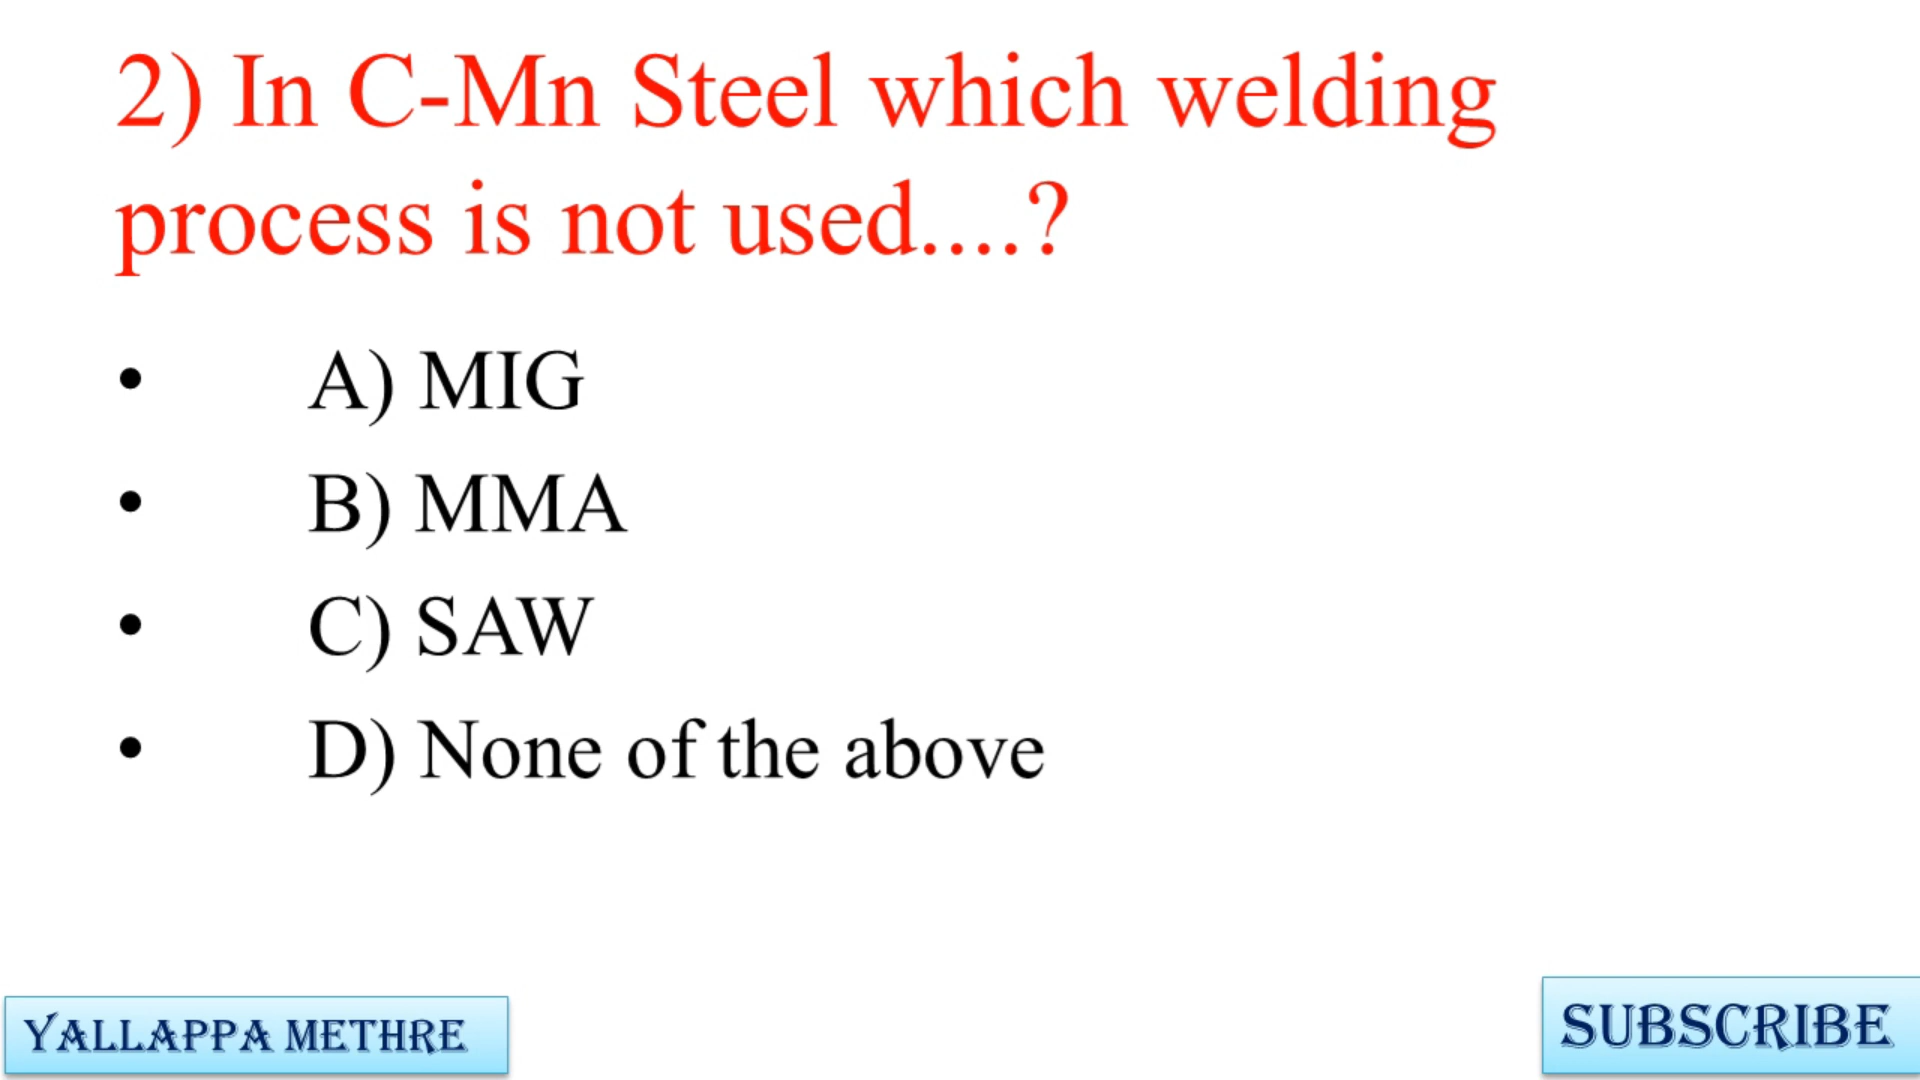 2) In C-Mn Steel which welding
process is not used....?
• A) MIG
• B) MMA
• C) SAW
• D) None of the above
YALLAPPA METHRE
SUBSCRIBE